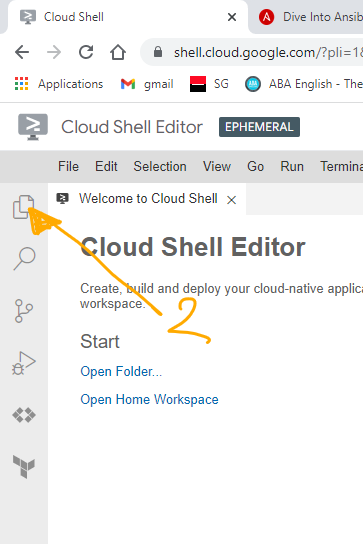 Cloud Shell
Dive Into Ansib
shell.cloud.google.com/?pli=1&
Applications gmail SG ABA English - The
Cloud Shell Editor EPHEMERAL
File Edit Selection View Go Run Termina
Welcome to Cloud Shell
Cloud Shell Editor
Create, build and deploy your cloud-native applica
workspace.
2
Start
Open Folder...
Open Home Workspace